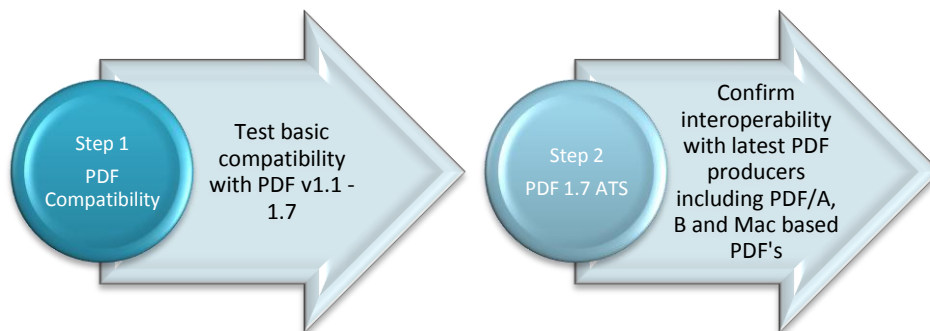 Step 1
PDF
Compatibility
Test basic
compatibility
with PDF v1.1 -
1.7
Step 2
PDF 1.7 ATS
Confirm
interoperability
with latest PDF
producers
including PDF/A,
B and Mac based
PDF's